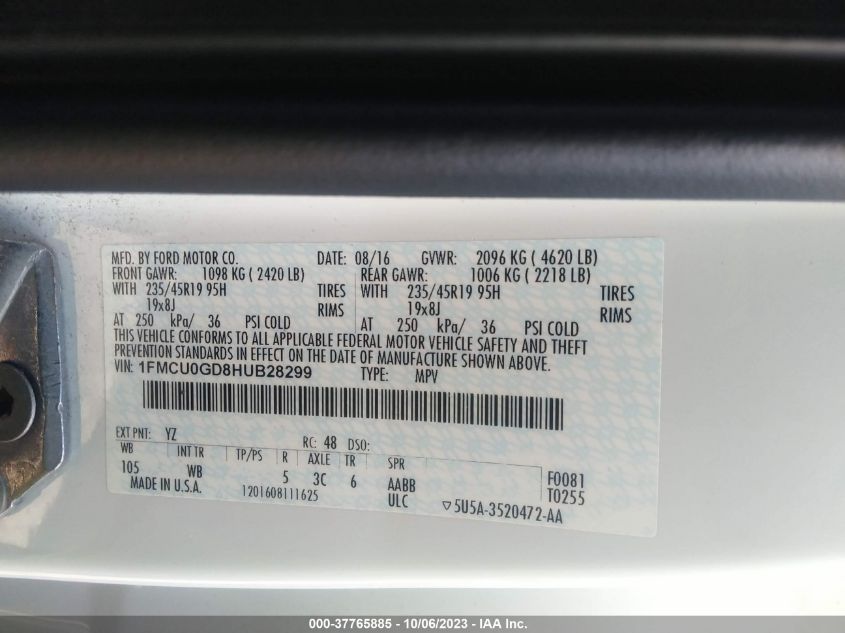 MFD. BY FORD MOTOR CO. DATE: 08/16 GVWR: 2096 KG ( 4620 LB)
FRONT GAWR: 1098 KG ( 2420 LB) REAR GAWR: 1006 KG ( 2218 LB)
WITH 235/45R19 95H TIRES WITH 235/45R19 95H TIRES
19x8J RIMS 19x8J RIMS
AT 250 kPa/ 36 PSI COLD AT 250 kPa/ 36 PSI COLD
THIS VEHICLE CONFORMS TO ALL APPLICABLE FEDERAL MOTOR VEHICLE SAFETY AND THEFT
PREVENTION STANDARDS IN EFFECT ON THE DATE OF MANUFACTURE SHOWN ABOVE.
VIN: 1FMCU0GD8HUB28299 TYPE: MPV
EXT PNT: YZ RC: 48 DSO:
WB INT TR TP/PS R AXLE TR SPR
105 WB 5 3C 6 AABB F0081
MADE IN U.S.A. 1201608111625 ULC T0255
▽5U5A-3520472-AA
000-37765885 - 10/06/2023 - IAA Inc.